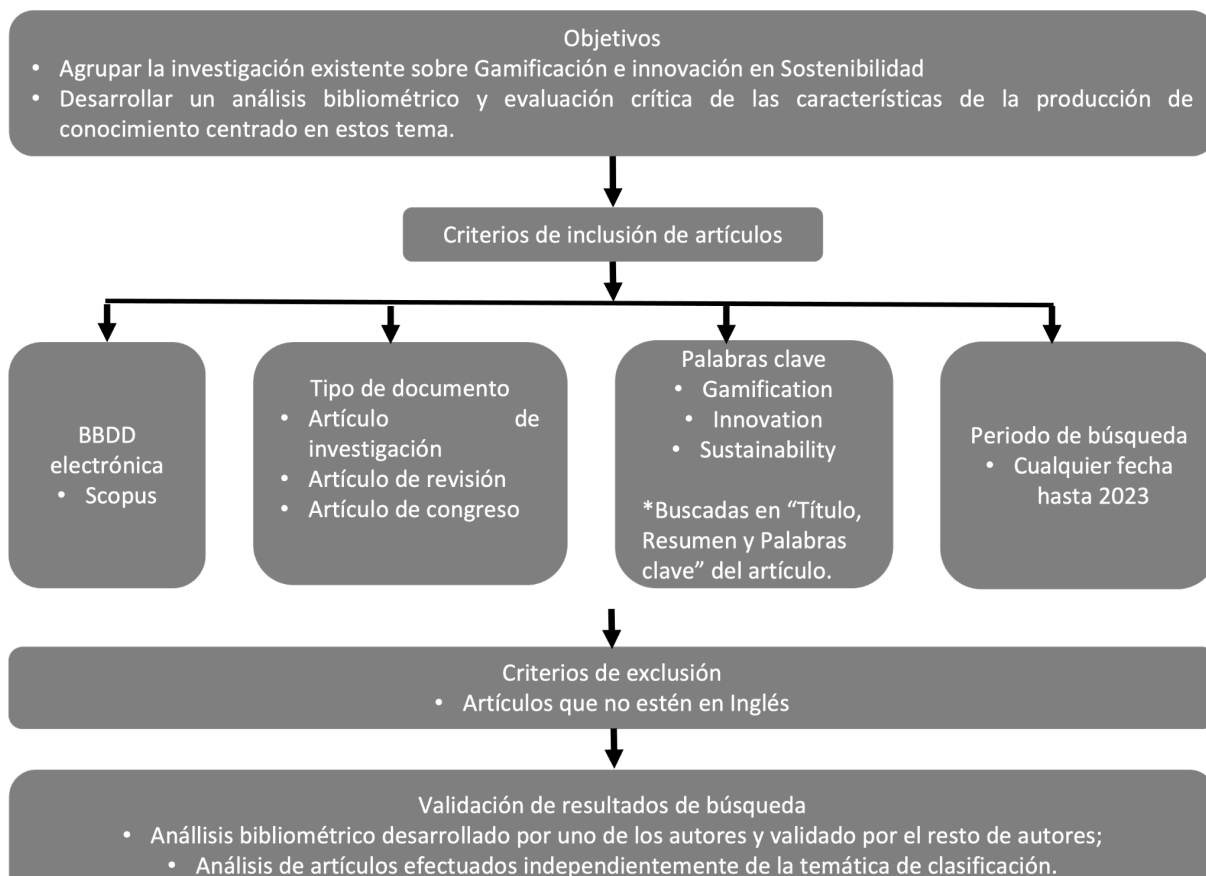 Objetivos
• Agrupar la investigación existente sobre Gamificación e innovación en Sostenibilidad
• Desarrollar un análisis bibliométrico y evaluación crítica de las características de la producción de
conocimiento centrado en estos tema.
Criterios de inclusión de artículos
BBDD
electrónica
• Scopus
Tipo de documento
• Artículo de
investigación
• Artículo de revisión
• Artículo de congreso
Palabras clave
• Gamification
• Innovation
• Sustainability
*Buscadas en “Título,
Resumen y Palabras
clave” del artículo.
Periodo de búsqueda
• Cualquier fecha
hasta 2023
Criterios de exclusión
• Artículos que no estén en Inglés
Validación de resultados de búsqueda
• Anállisis bibliométrico desarrollado por uno de los autores y validado por el resto de autores;
• Análisis de artículos efectuados independientemente de la temática de clasificación.